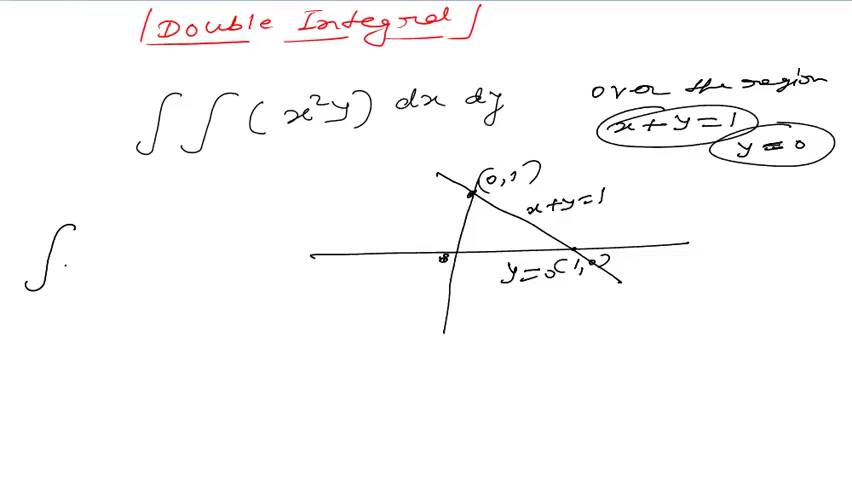 Double Integral
∫∫ (x²y) dx dy over the region
x+y=1
y=0
(0,1)
x+y=1
y=0 (1,0)
∫